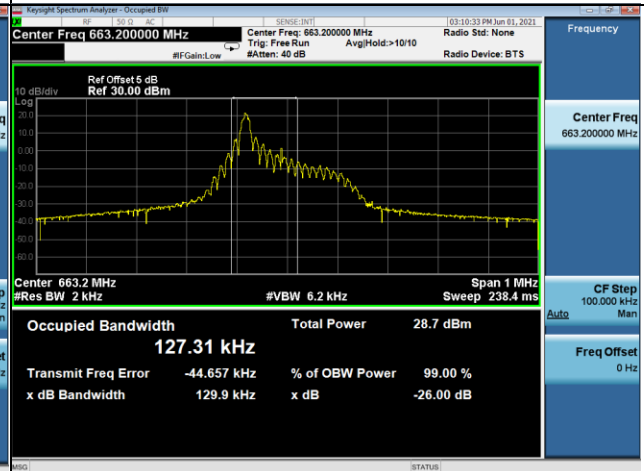 Keysight Spectrum Analyzer - Occupied BW
RF 50 Ω AC SENSE:INT 03:10:33 PM Jun 01, 2021
Center Freq 663.200000 MHz
Center Freq: 663.200000 MHz
Radio Std: None
Trig: Free Run Avg|Hold:>10/10
#IFGain:Low #Atten: 40 dB Radio Device: BTS
Ref Offset 5 dB
10 dB/div Ref 30.00 dBm
Log
20.0
10.0
0.00
-10.0
-20.0
-30.0
-40.0
-50.0
-60.0
Center 663.2 MHz Span 1 MHz
#Res BW 2 kHz #VBW 6.2 kHz Sweep 238.4 ms
Occupied Bandwidth Total Power 28.7 dBm
127.31 kHz
Transmit Freq Error -44.657 kHz % of OBW Power 99.00 %
x dB Bandwidth 129.9 kHz x dB -26.00 dB
MSG STATUS
Frequency
Center Freq
663.200000 MHz
CF Step
100.000 kHz
Auto Man
Freq Offset
0 Hz